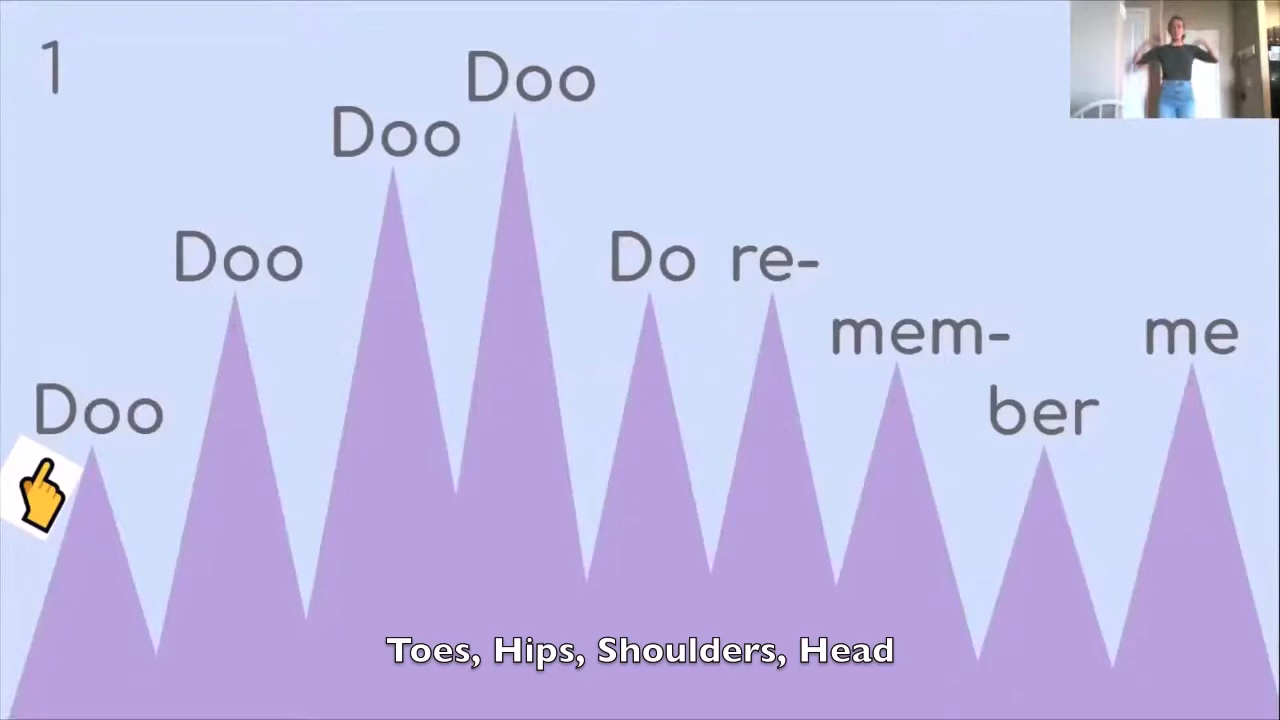 1
Doo Doo Doo Doo Do re-
mem-
ber
me
Toes, Hips, Shoulders, Head